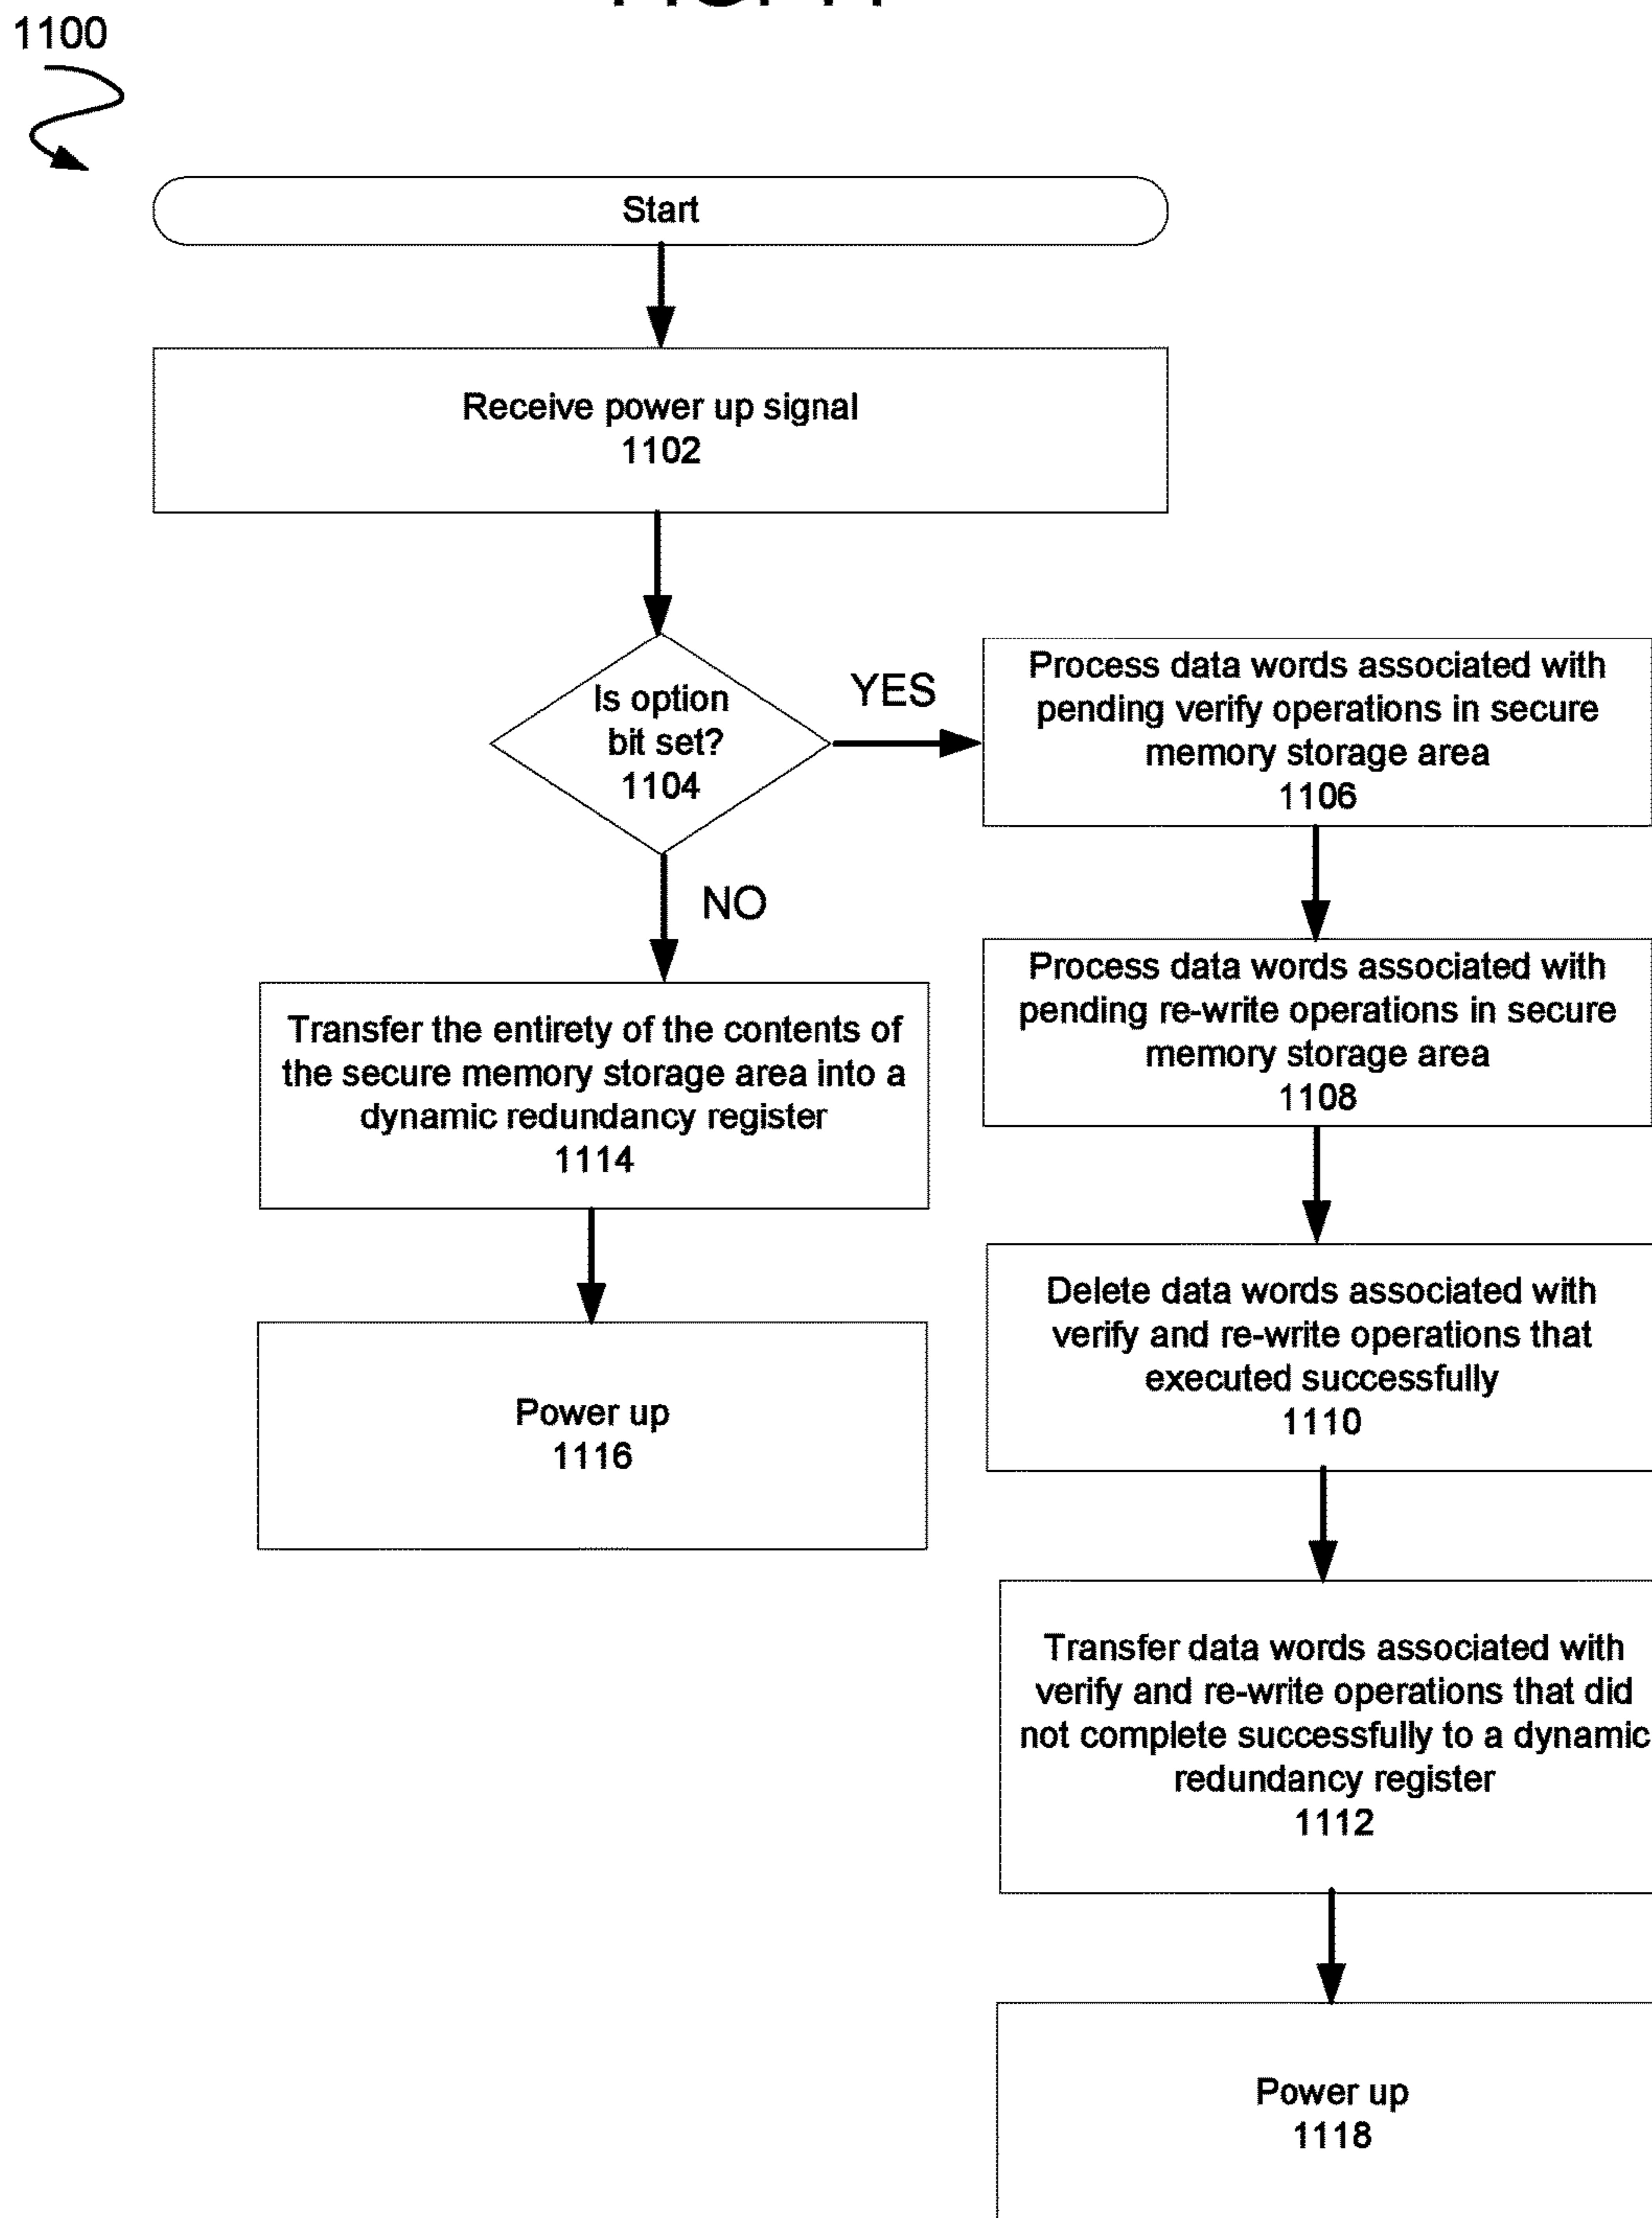 1100
Start
Receive power up signal
1102
Is option
bit set?
1104
YES
NO
Process data words associated with
pending verify operations in secure
memory storage area
1106
Process data words associated with
pending re-write operations in secure
memory storage area
1108
Transfer the entirety of the contents of
the secure memory storage area into a
dynamic redundancy register
1114
Delete data words associated with
verify and re-write operations that
executed successfully
1110
Power up
1116
Transfer data words associated with
verify and re-write operations that did
not complete successfully to a dynamic
redundancy register
1112
Power up
1118